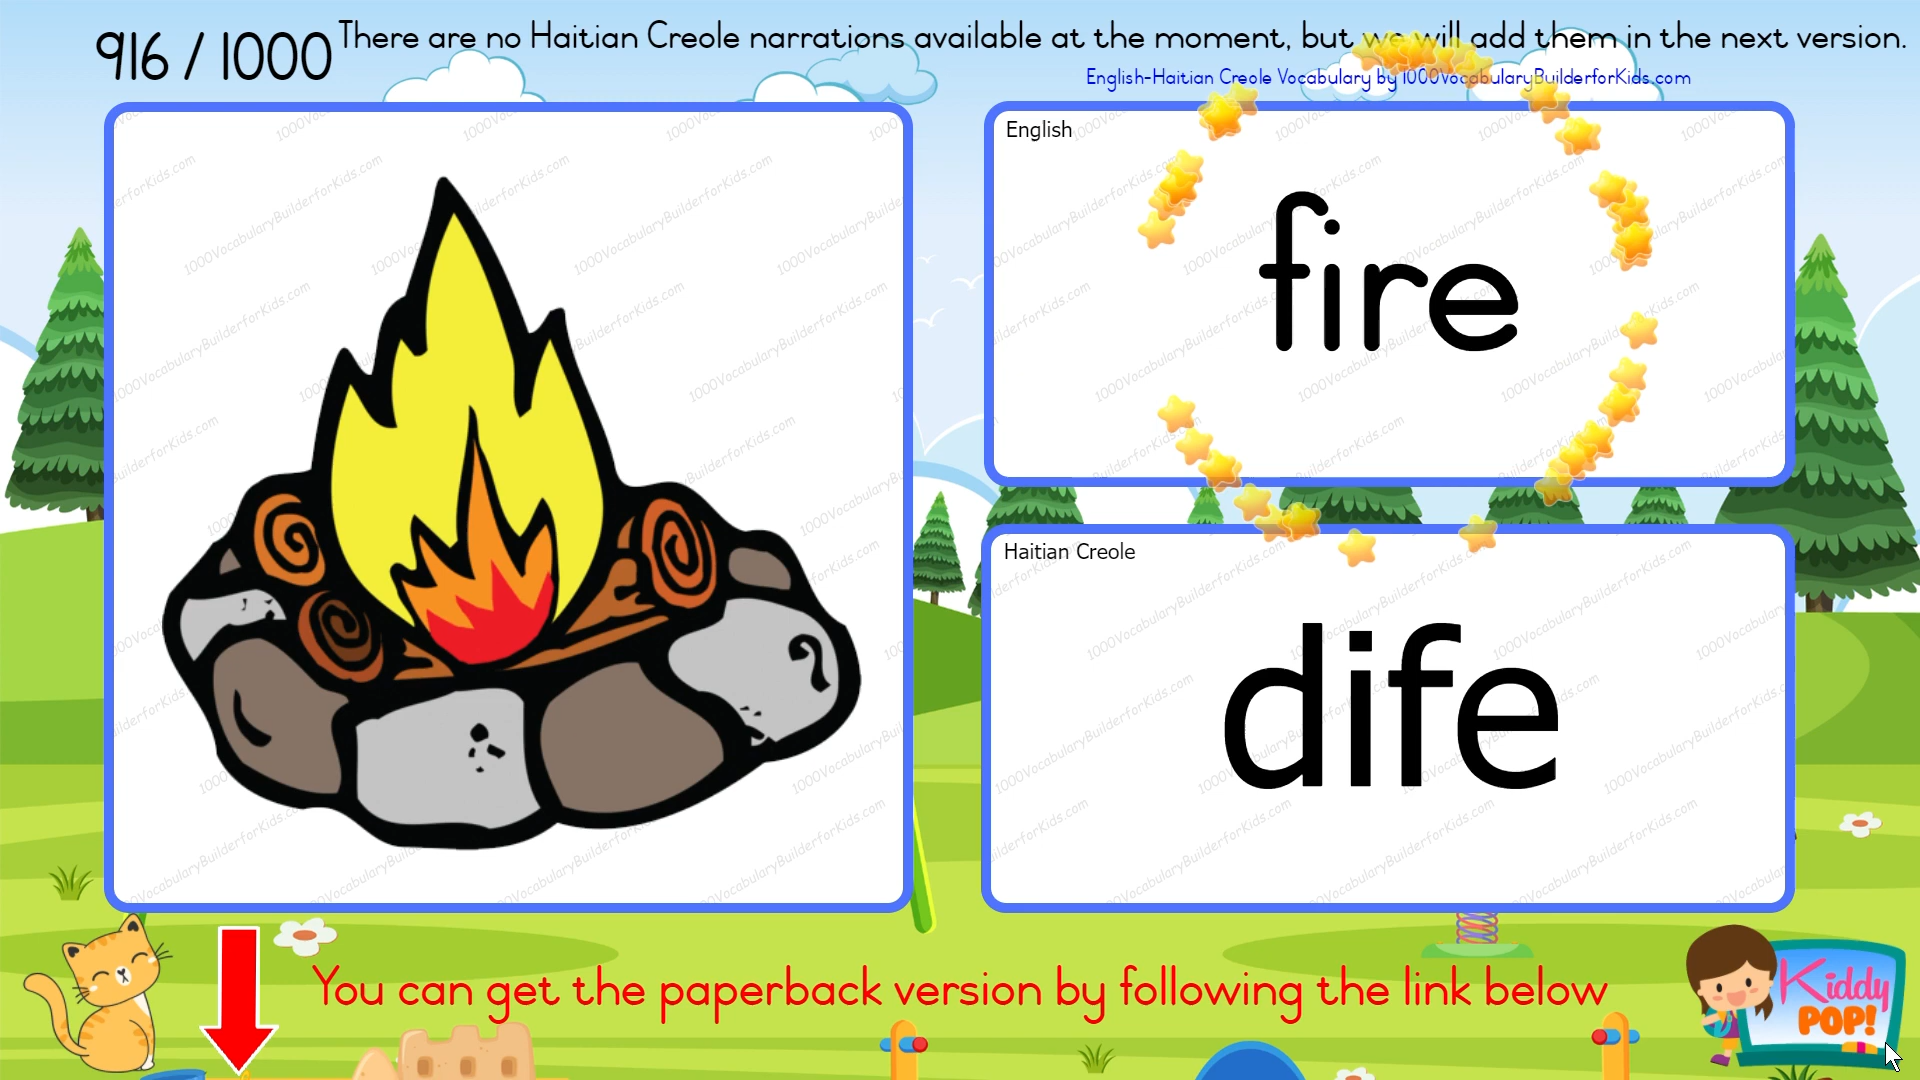 916 / 1000
There are no Haitian Creole narrations available at the moment, but we will add them in the next version.
English-Haitian Creole Vocabulary by 1000VocabularyBuilderforKids.com
English
fire
Haitian Creole
dife
You can get the paperback version by following the link below
Kiddy
POP!
1000VocabularyBuilderforKids.com